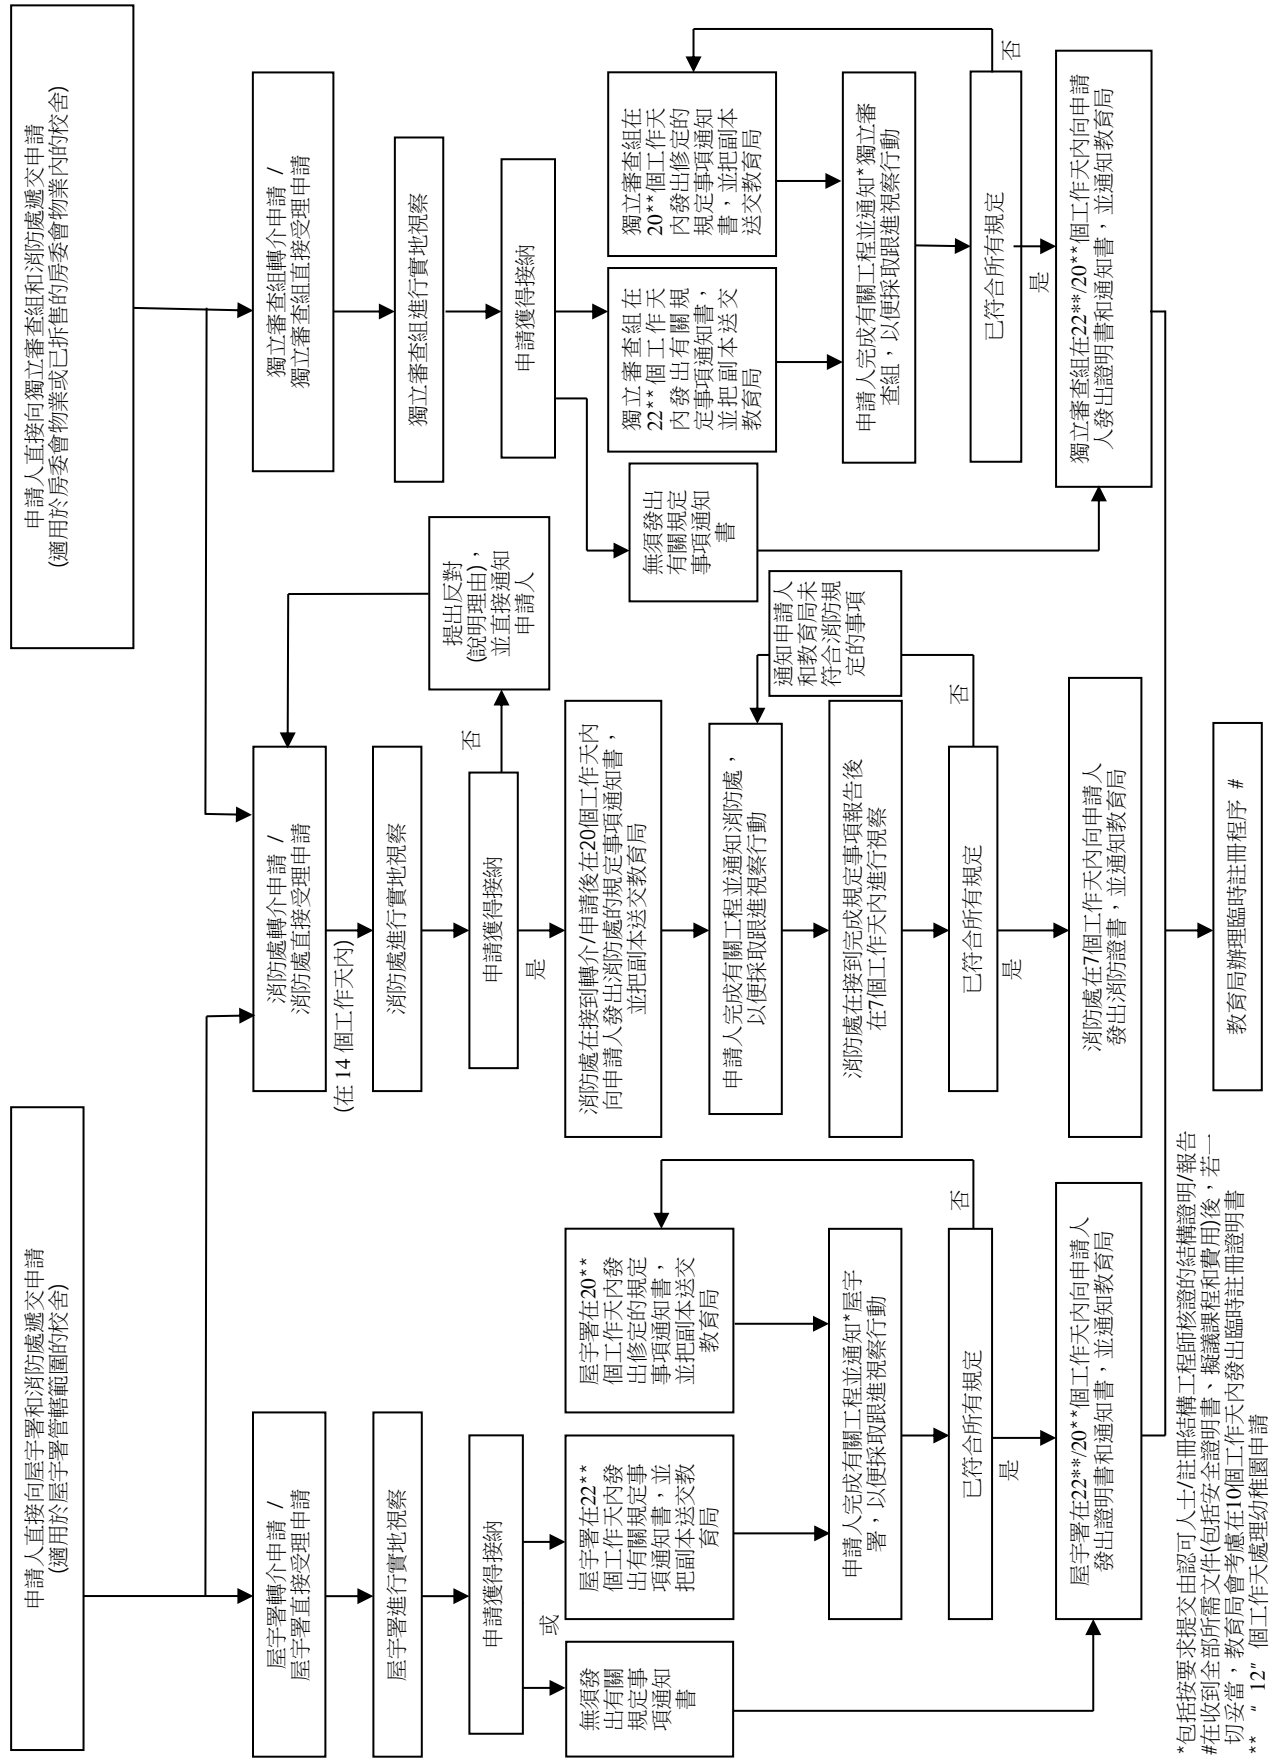 申請人直接向屋宇署和消防處遞交申請
(適用於屋宇署管轄範圍的校舍)
申請人直接向獨立審查組和消防處遞交申請
(適用於房委會物業或已拆售的房委會物業內的校舍)
屋宇署轉介申請 /
屋宇署直接受理申請
屋宇署進行實地視察
申請獲得接納
或
無須發
出有關
規定事
項通知
書
屋宇署在22**
個工作天內發
出有關規定事
項通知書，並
把副本送交教
育局
屋宇署在20**
個工作天內發
出修定的規定
事項通知書，
並把副本送交
教育局
申請人完成有關工程並通知*屋宇
署，以便採取跟進視察行動
已符合所有規定
否
是
屋宇署在22**/20**個工作天內向申請人
發出證明書和通知書，並通知教育局
消防處轉介申請 /
消防處直接受理申請
(在 14 個工作天內)
消防處進行實地視察
申請獲得接納
否
是
提出反對
(說明理由)，
並直接通知
申請人
消防處在接到轉介/申請後在20個工作天內
向申請人發出消防處的規定事項通知書，
並把副本送交教育局
申請人完成有關工程並通知消防處，
以便採取跟進視察行動
通知申請人
和教育局未
符合消防規
定的事項
消防處在接到完成規定事項報告後
在7個工作天內進行視察
已符合所有規定
否
是
消防處在7個工作天內向申請人
發出消防證書，並通知教育局
獨立審查組轉介申請 /
獨立審查組直接受理申請
獨立審查組進行實地視察
申請獲得接納
無須發出
有關規定
事項通知
書
獨立審查組在
22**個工作天
內發出有關規
定事項通知書，
並把副本送交
教育局
獨立審查組在
20**個工作天
內發出修定的
規定事項通知
書，並把副本
送交教育局
申請人完成有關工程並通知*獨立審
查組，以便採取跟進視察行動
已符合所有規定
否
是
獨立審查組在22**/20**個工作天內向申請
人發出證明書和通知書，並通知教育局
教育局辦理臨時註冊程序 #
*包括按要求提交由認可人士/註冊結構工程師核證的結構證明/報告
#在收到全部所需文件(包括安全證明書、擬議課程和費用)後，若一
切妥當，教育局會考慮在10個工作天內發出臨時註冊證明書
** " 12" 個工作天處理幼稚園申請